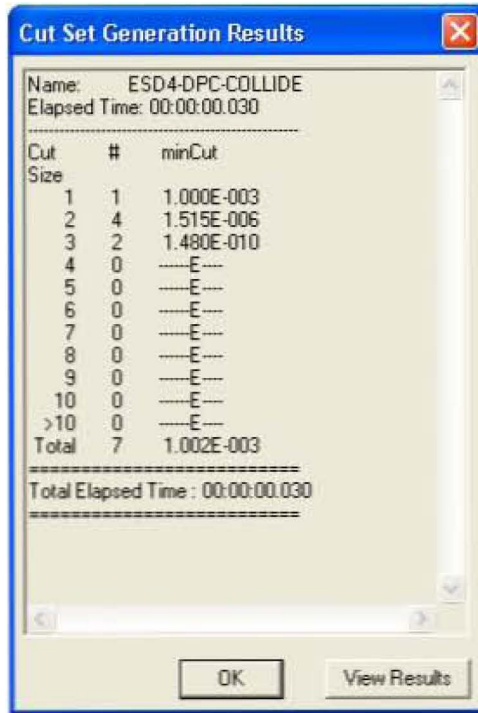 Cut Set Generation Results
Name: ESD4-DPC-COLLIDE
Elapsed Time: 00:00:00.030
------------------------------------------------
Cut # minCut
Size
1 1 1.000E-003
2 4 1.515E-006
3 2 1.480E-010
4 0 ------E----
5 0 ------E----
6 0 ------E----
7 0 ------E----
8 0 ------E----
9 0 ------E----
10 0 ------E----
>10 0 ------E----
Total 7 1.002E-003
===========================
Total Elapsed Time : 00:00:00.030
===========================
OK View Results